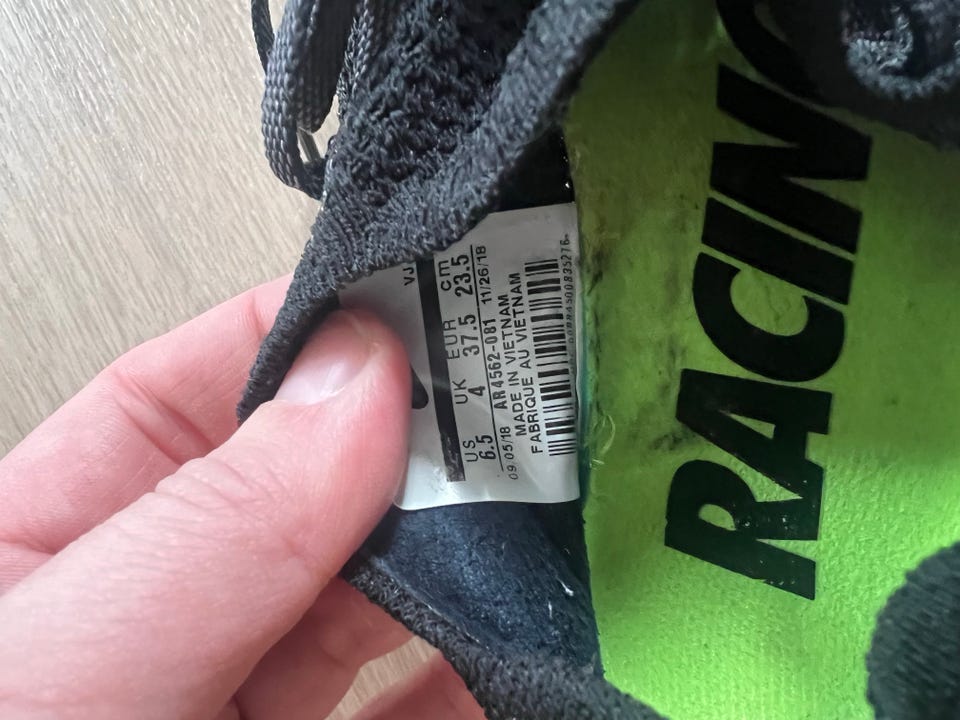 VJ
US UK EUR cm
6.5 4 37.5 23.5
09/05/18 AR4562-081 11/26/18
MADE IN VIETNAM
FABRIQUE AU VIETNAM
RACING